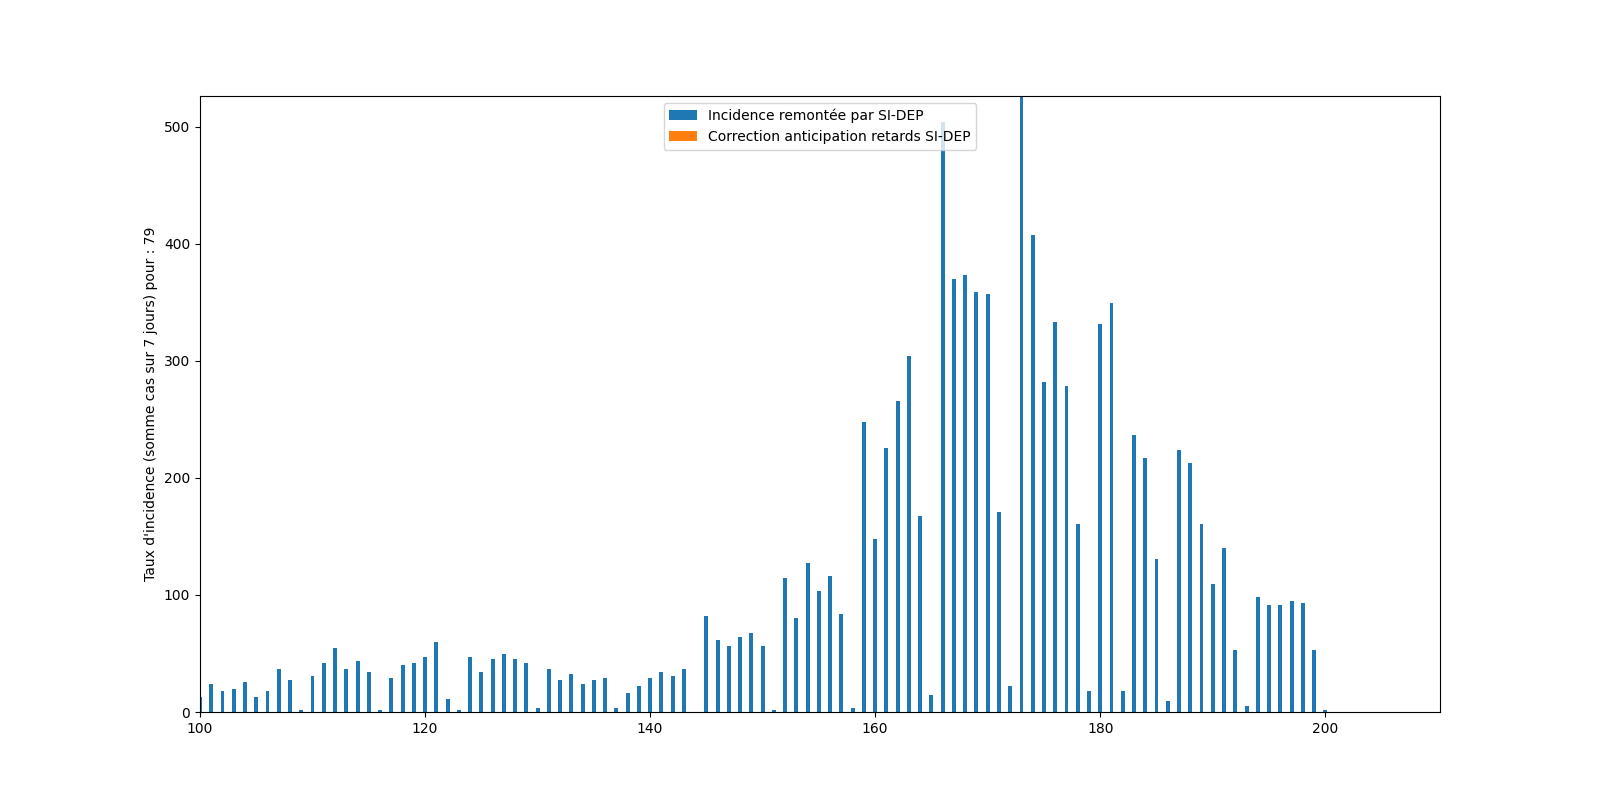 Incidence remontée par SI-DEP
Correction anticipation retards SI-DEP
Taux d'incidence (somme cas sur 7 jours) pour : 79
500
400
300
200
100
0
100 120 140 160 180 200